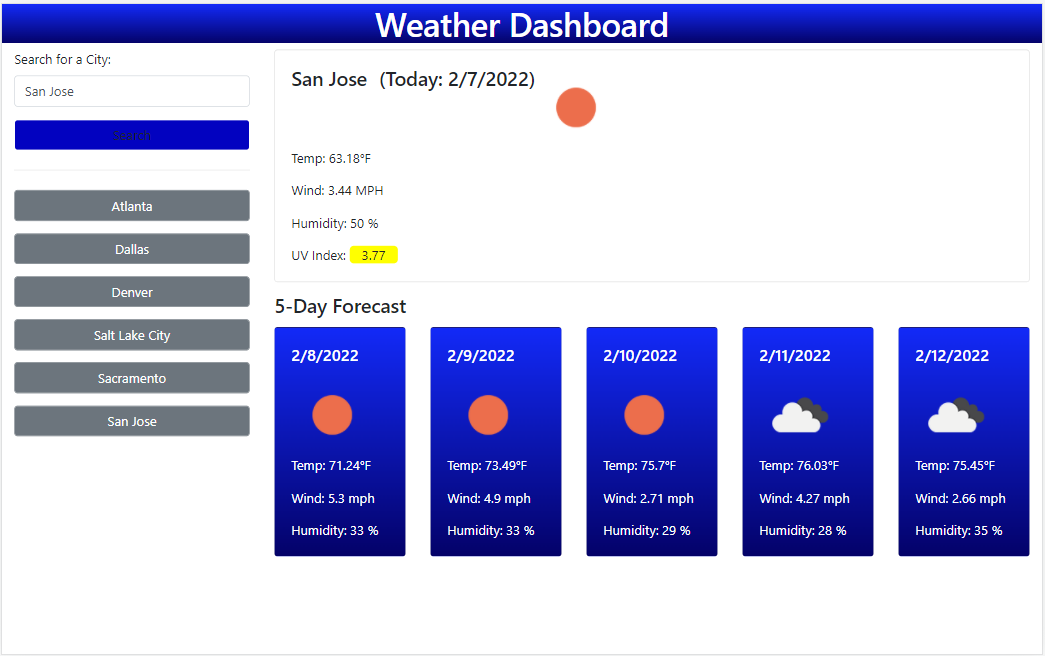 Weather Dashboard
Search for a City:
San Jose
Search
Atlanta
Dallas
Denver
Salt Lake City
Sacramento
San Jose
San Jose (Today: 2/7/2022)
Temp: 63.18°F
Wind: 3.44 MPH
Humidity: 50 %
UV Index: 3.77
5-Day Forecast
2/8/2022
Temp: 71.24°F
Wind: 5.3 mph
Humidity: 33 %
2/9/2022
Temp: 73.49°F
Wind: 4.9 mph
Humidity: 33 %
2/10/2022
Temp: 75.7°F
Wind: 2.71 mph
Humidity: 29 %
2/11/2022
Temp: 76.03°F
Wind: 4.27 mph
Humidity: 28 %
2/12/2022
Temp: 75.45°F
Wind: 2.66 mph
Humidity: 35 %